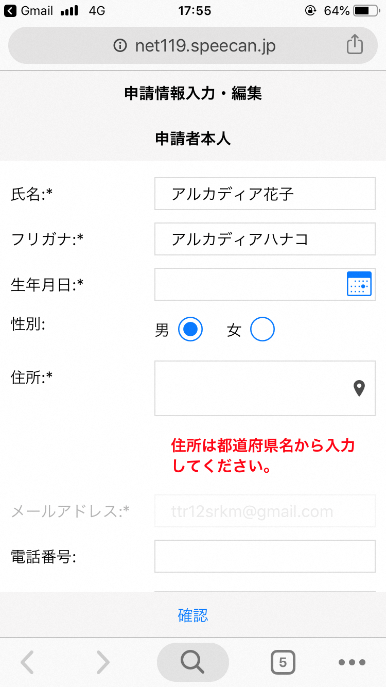 Gmail 4G 17:55 64%
net119.speecan.jp
申請情報入力・編集
申請者本人
氏名:* アルカディア花子
フリガナ:* アルカディアハナコ
生年月日:*
性別: 男 女
住所:*
住所は都道府県名から入力
してください。
メールアドレス:* ttr12srkm@gmail.com
電話番号:
確認
5